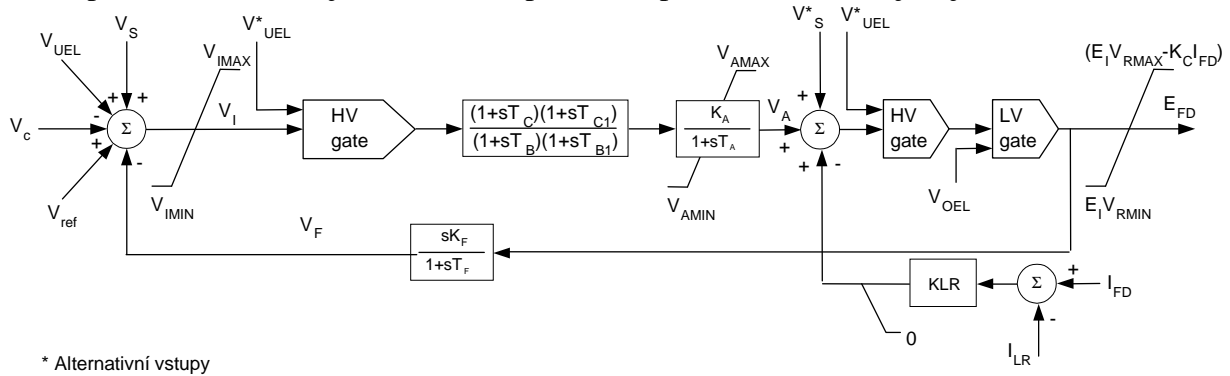 V_S
V_UEL
V_c
V_ref
+
+
-
-
+
-
Σ
V_I
V_IMAX
V_IMIN
V*_UEL
HV
gate
(1+sT_C)(1+sT_C1)
(1+sT_B)(1+sT_B1)
K_A
1+sT_A
V_AMAX
V_AMIN
V_A
V*_S
V*_UEL
+
+
+
-
Σ
HV
gate
LV
gate
V_OEL
(E_I V_RMAX-K_C I_FD)
E_FD
E_I V_RMIN
V_F
sK_F
1+sT_F
KLR
0
Σ
+
-
I_FD
I_LR
* Alternativní vstupy